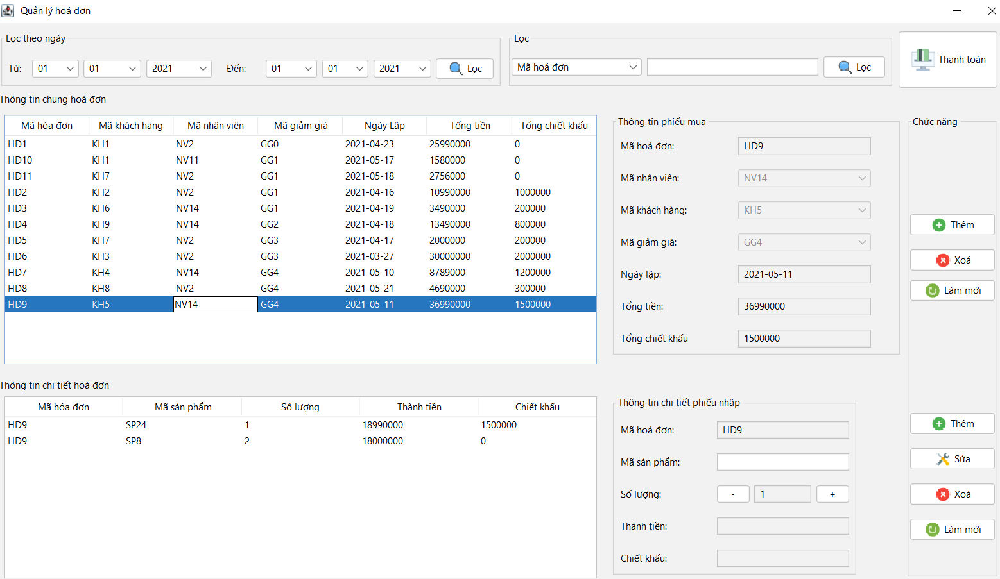 Quản lý hoá đơn
Lọc theo ngày
Từ: 01 01 2021 Đến: 01 01 2021 Lọc
Lọc
Mã hoá đơn Lọc
Thanh toán
Thông tin chung hoá đơn
Mã hóa đơn Mã khách hàng Mã nhân viên Mã giảm giá Ngày Lập Tổng tiền Tổng chiết khấu
HD1 KH1 NV2 GG0 2021-04-23 25990000 0
HD10 KH1 NV11 GG1 2021-05-17 1580000 0
HD11 KH7 NV2 GG1 2021-05-18 2756000 0
HD2 KH2 NV2 GG1 2021-04-16 10990000 1000000
HD3 KH6 NV14 GG1 2021-04-19 3490000 200000
HD4 KH9 NV14 GG2 2021-04-18 13490000 800000
HD5 KH7 NV2 GG3 2021-04-17 2000000 200000
HD6 KH3 NV2 GG3 2021-03-27 30000000 2000000
HD7 KH4 NV14 GG4 2021-05-10 8789000 1200000
HD8 KH8 NV2 GG4 2021-05-21 4690000 300000
HD9 KH5 NV14 GG4 2021-05-11 36990000 1500000
Thông tin phiếu mua
Mã hoá đơn: HD9
Mã nhân viên: NV14
Mã khách hàng: KH5
Mã giảm giá: GG4
Ngày lập: 2021-05-11
Tổng tiền: 36990000
Tổng chiết khấu 1500000
Chức năng
Thêm
Xoá
Làm mới
Thông tin chi tiết hoá đơn
Mã hóa đơn Mã sản phẩm Số lượng Thành tiền Chiết khấu
HD9 SP24 1 18990000 1500000
HD9 SP8 2 18000000 0
Thông tin chi tiết phiếu nhập
Mã hoá đơn: HD9
Mã sản phẩm:
Số lượng: - 1 +
Thành tiền:
Chiết khấu:
Thêm
Sửa
Xoá
Làm mới